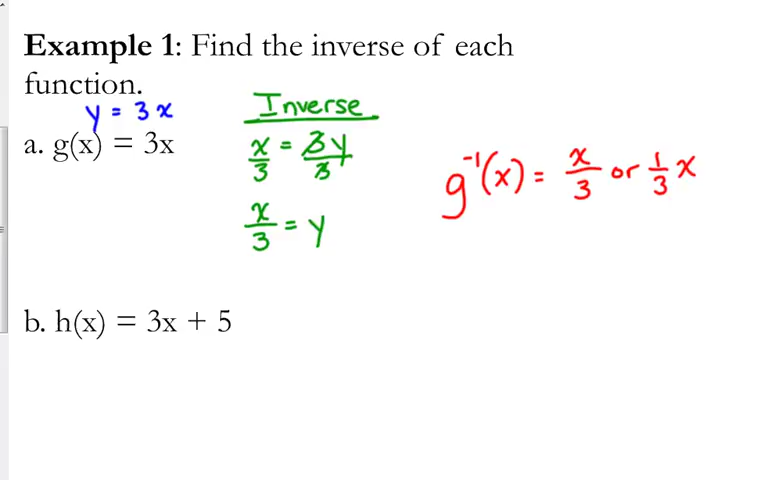 Example 1: Find the inverse of each
function.
y = 3x
a. g(x) = 3x
Inverse
x/3 = 3y/3
x/3 = y
g⁻¹(x) = x/3 or 1/3 x
b. h(x) = 3x + 5